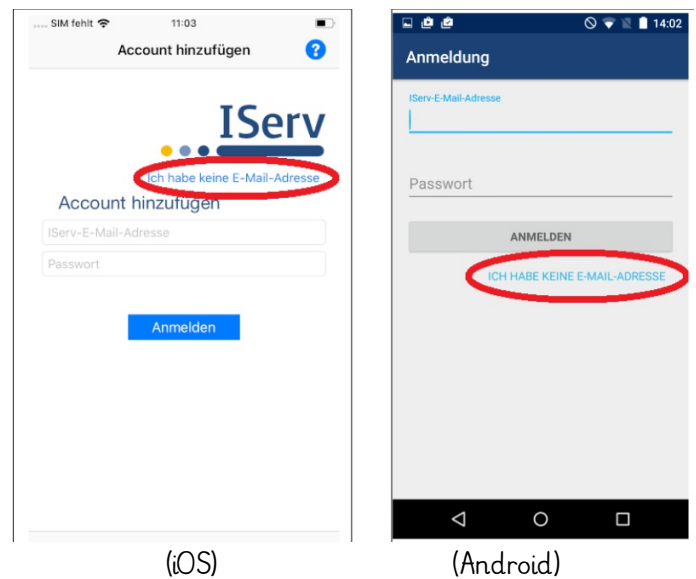 .... SIM fehlt 11:03
Account hinzufügen ?
IServ
Ich habe keine E-Mail-Adresse
Account hinzufügen
IServ-E-Mail-Adresse
Passwort
Anmelden
(iOS)
14:02
Anmeldung
IServ-E-Mail-Adresse
Passwort
ANMELDEN
ICH HABE KEINE E-MAIL-ADRESSE
(Android)